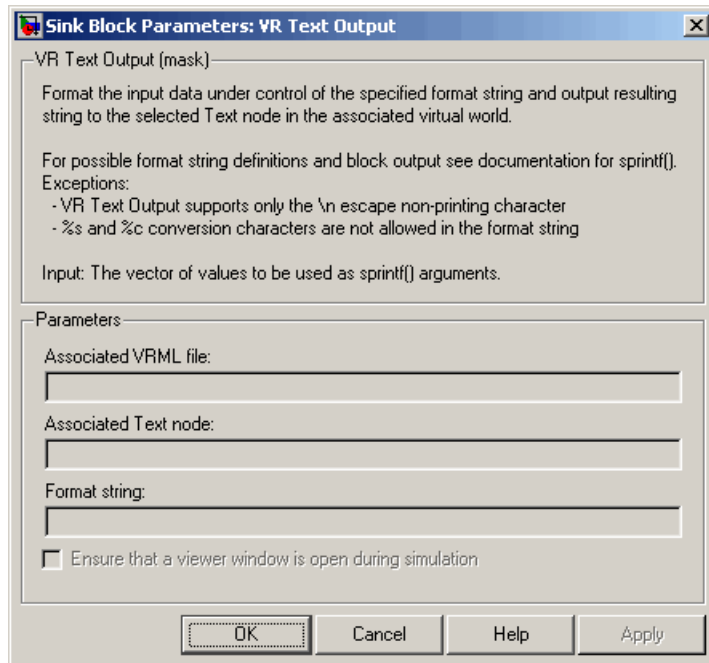 Sink Block Parameters: VR Text Output
VR Text Output (mask)
Format the input data under control of the specified format string and output resulting
string to the selected Text node in the associated virtual world.
For possible format string definitions and block output see documentation for sprintf().
Exceptions:
- VR Text Output supports only the \n escape non-printing character
- %s and %c conversion characters are not allowed in the format string
Input: The vector of values to be used as sprintf() arguments.
Parameters
Associated VRML file:
Associated Text node:
Format string:
Ensure that a viewer window is open during simulation
OK Cancel Help Apply